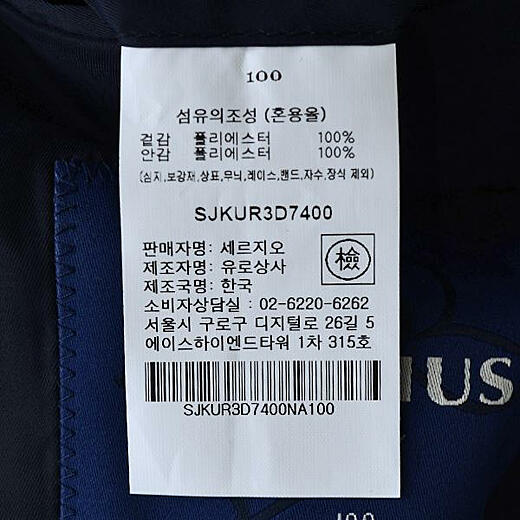 100
섬유의조성 (혼용율)
겉감 폴리에스터 100%
안감 폴리에스터 100%
(심지,보강재,상표,무늬,레이스,밴드,자수,장식 제외)
SJKUR3D7400
판매자명: 세르지오
제조자명: 유로상사
제조국명: 한국
檢
소비자상담실 : 02-6220-6262
서울시 구로구 디지털로 26길 5
에이스하이엔드타워 1차 315호
IUS
SJKUR3D7400NA100
100